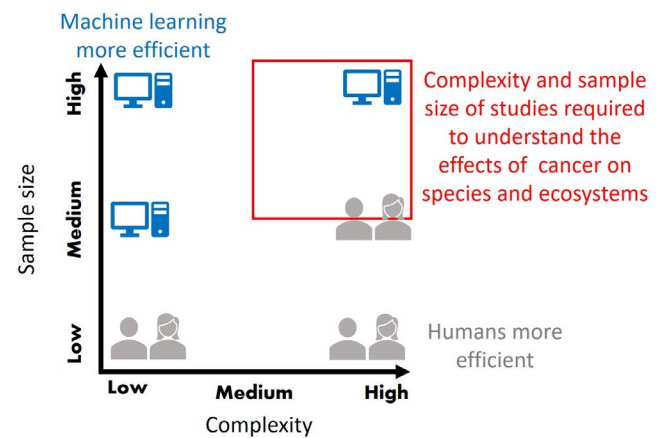 Machine learning
more efficient
Complexity and sample
size of studies required
to understand the
effects of cancer on
species and ecosystems
Sample size
High
Medium
Low
Humans more
efficient
Low
Medium
High
Complexity